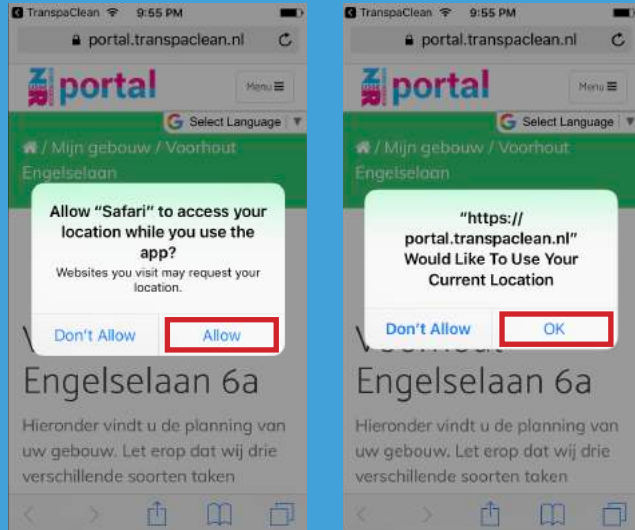 TransпaClean 9:55 PM
portal.transpaclean.nl
portal
Menu
G Select Language
/ Mijn gebouw / Voorhout
Engelselaan
Allow "Safari" to access your
location while you use the
app?
Websites you visit may request your
location.
Don't Allow Allow
Engelselaan 6a
Hieronder vindt u de planning van
uw gebouw. Let erop dat wij drie
verschillende soorten taken
TranspaClean 9:55 PM
portal.transpaclean.nl
portal
Menu
G Select Language
/ Mijn gebouw / Voorhout
Engelselaan
"https://
portal.transpaclean.nl"
Would Like To Use Your
Current Location
Don't Allow OK
Voorhout
Engelselaan 6a
Hieronder vindt u de planning van
uw gebouw. Let erop dat wij drie
verschillende soorten taken